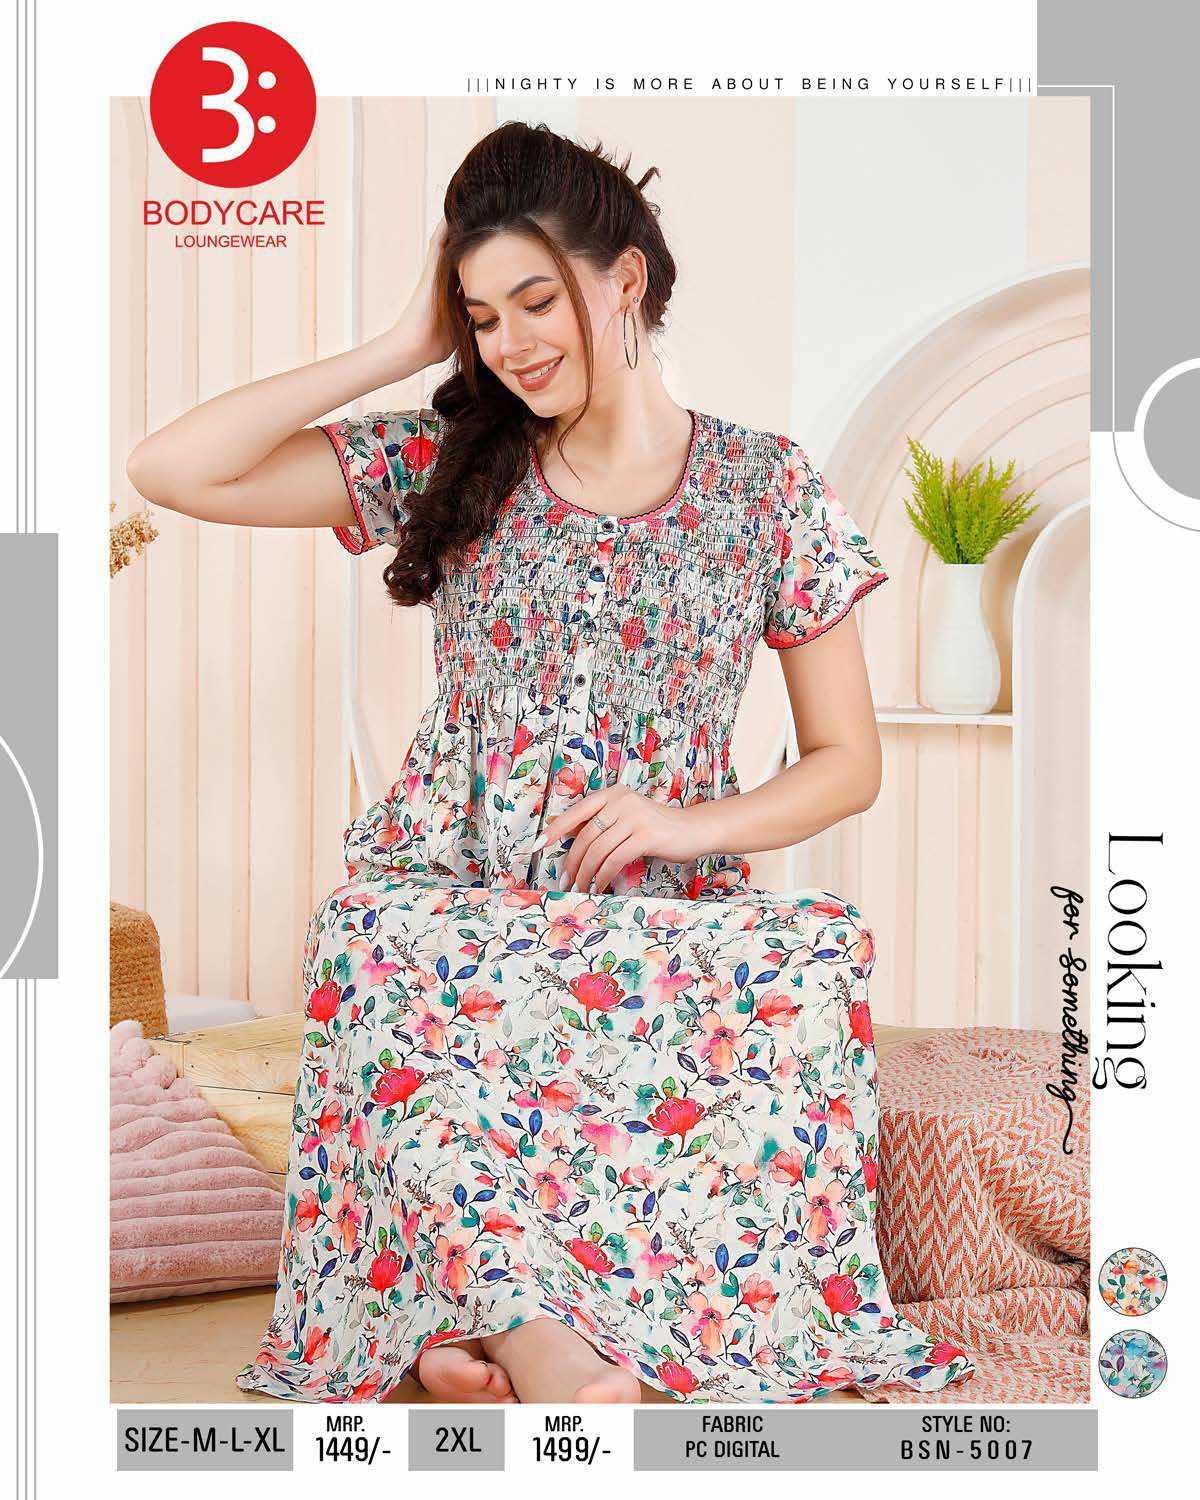 |||NIGHTY IS MORE ABOUT BEING YOURSELF|||
B:
BODYCARE
LOUNGEWEAR
Looking
for Something
SIZE-M-L-XL
MRP.
1449/-
2XL
MRP.
1499/-
FABRIC
PC DIGITAL
STYLE NO:
BSN-5007